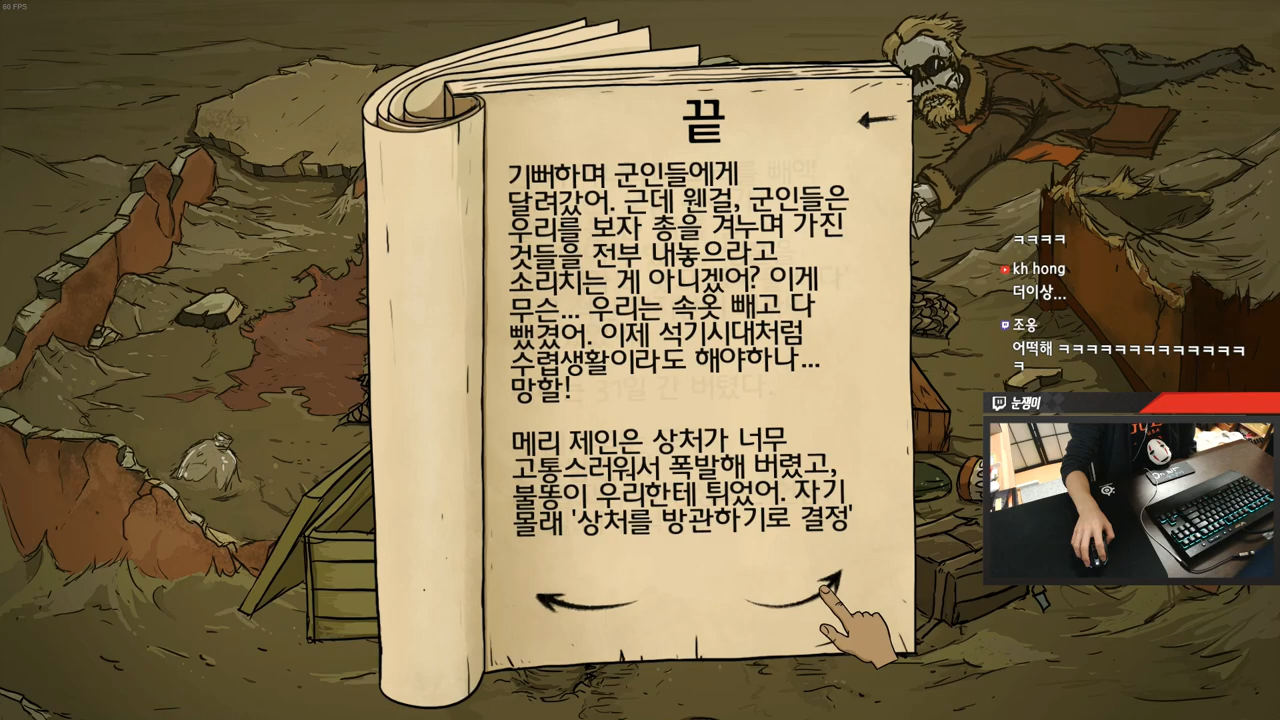 60 FPS
끝
기뻐하며 군인들에게
달려갔어. 근데 웬걸, 군인들은
우리를 보자 총을 겨누며 가진
것들을 전부 내놓으라고
소리치는 게 아니겠어? 이게
무슨... 우리는 속옷 빼고 다
뺐겼어. 이제 석기시대처럼
수렵생활이라도 해야하나...
망할!
메리 제인은 상처가 너무
고통스러워서 폭발해 버렸고,
불똥이 우리한테 튀었어. 자기
몰래 '상처를 방관하기로 결정'
ㅋㅋㅋㅋ
kh hong
더이상...
조웅
어떡해 ㅋㅋㅋㅋㅋㅋㅋㅋㅋㅋㅋㅋㅋ
ㅋ
눈쟁이